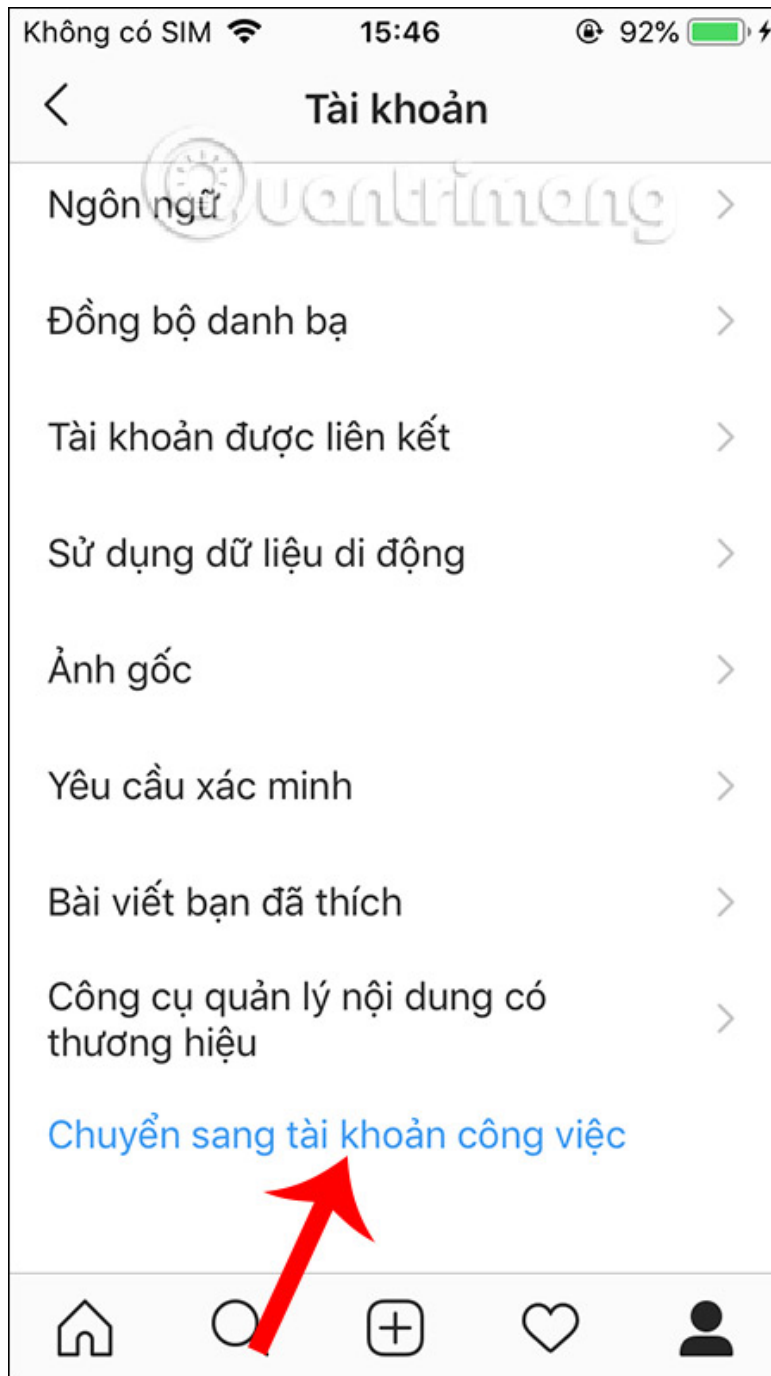 Không có SIM 15:46 92%
Tài khoản
Quantrimang
Ngôn ngữ
Đồng bộ danh bạ
Tài khoản được liên kết
Sử dụng dữ liệu di động
Ảnh gốc
Yêu cầu xác minh
Bài viết bạn đã thích
Công cụ quản lý nội dung có
thương hiệu
Chuyển sang tài khoản công việc